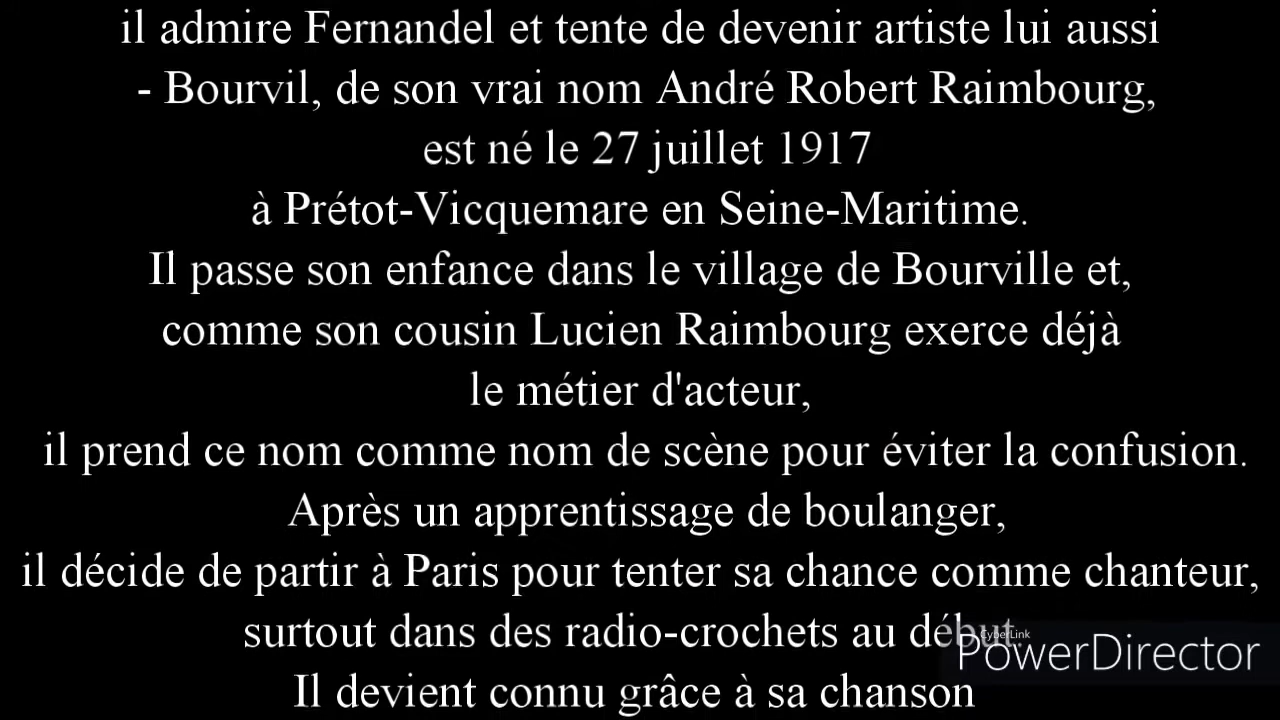 il admire Fernandel et tente de devenir artiste lui aussi
- Bourvil, de son vrai nom André Robert Raimbourg,
est né le 27 juillet 1917
à Prétot-Vicquemare en Seine-Maritime.
Il passe son enfance dans le village de Bourville et,
comme son cousin Lucien Raimbourg exerce déjà
le métier d'acteur,
il prend ce nom comme nom de scène pour éviter la confusion.
Après un apprentissage de boulanger,
il décide de partir à Paris pour tenter sa chance comme chanteur,
surtout dans des radio-crochets au début.
CyberLink
PowerDirector
Il devient connu grâce à sa chanson